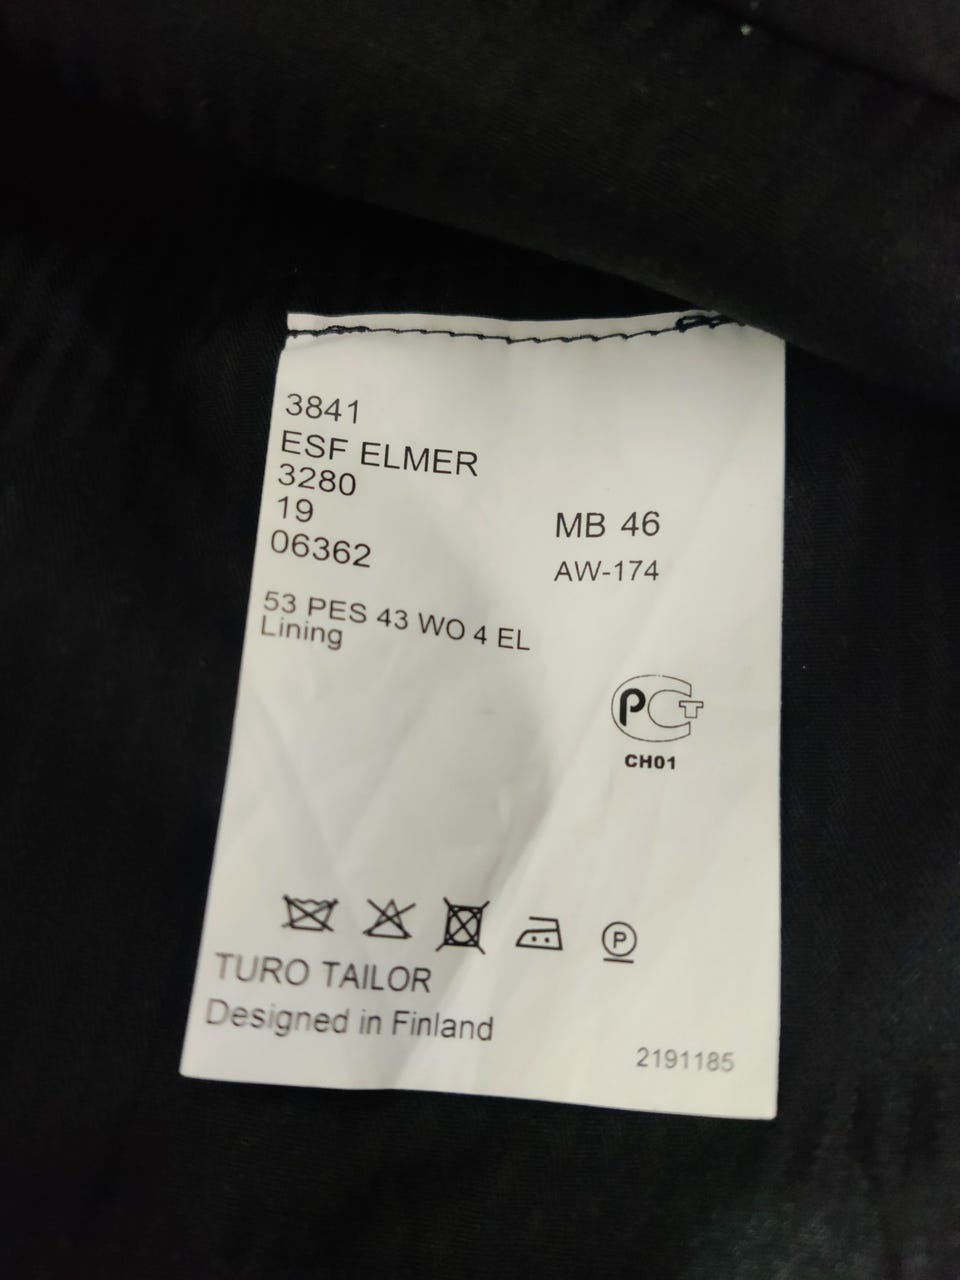 3841
ESF ELMER
3280
19
06362
MB 46
AW-174
53 PES 43 WO 4 EL
Lining
РСТ
CH01
P
TURO TAILOR
Designed in Finland
2191185